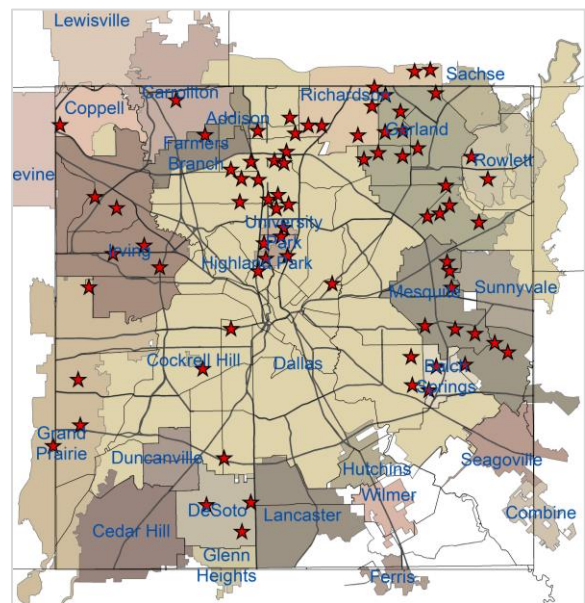 Lewisville
Sachse
Carrollton
Richardson
Coppell
Addison
Garland
Farmers
Branch
Rowlett
evine
University
Park
Irving
Highland Park
Mesquite
Sunnyvale
Cockrell Hill
Dallas
Balch
Springs
Grand
Prairie
Duncanville
Hutchins
Seagoville
Wilmer
DeSoto
Lancaster
Combine
Cedar Hill
Glenn
Heights
Ferris